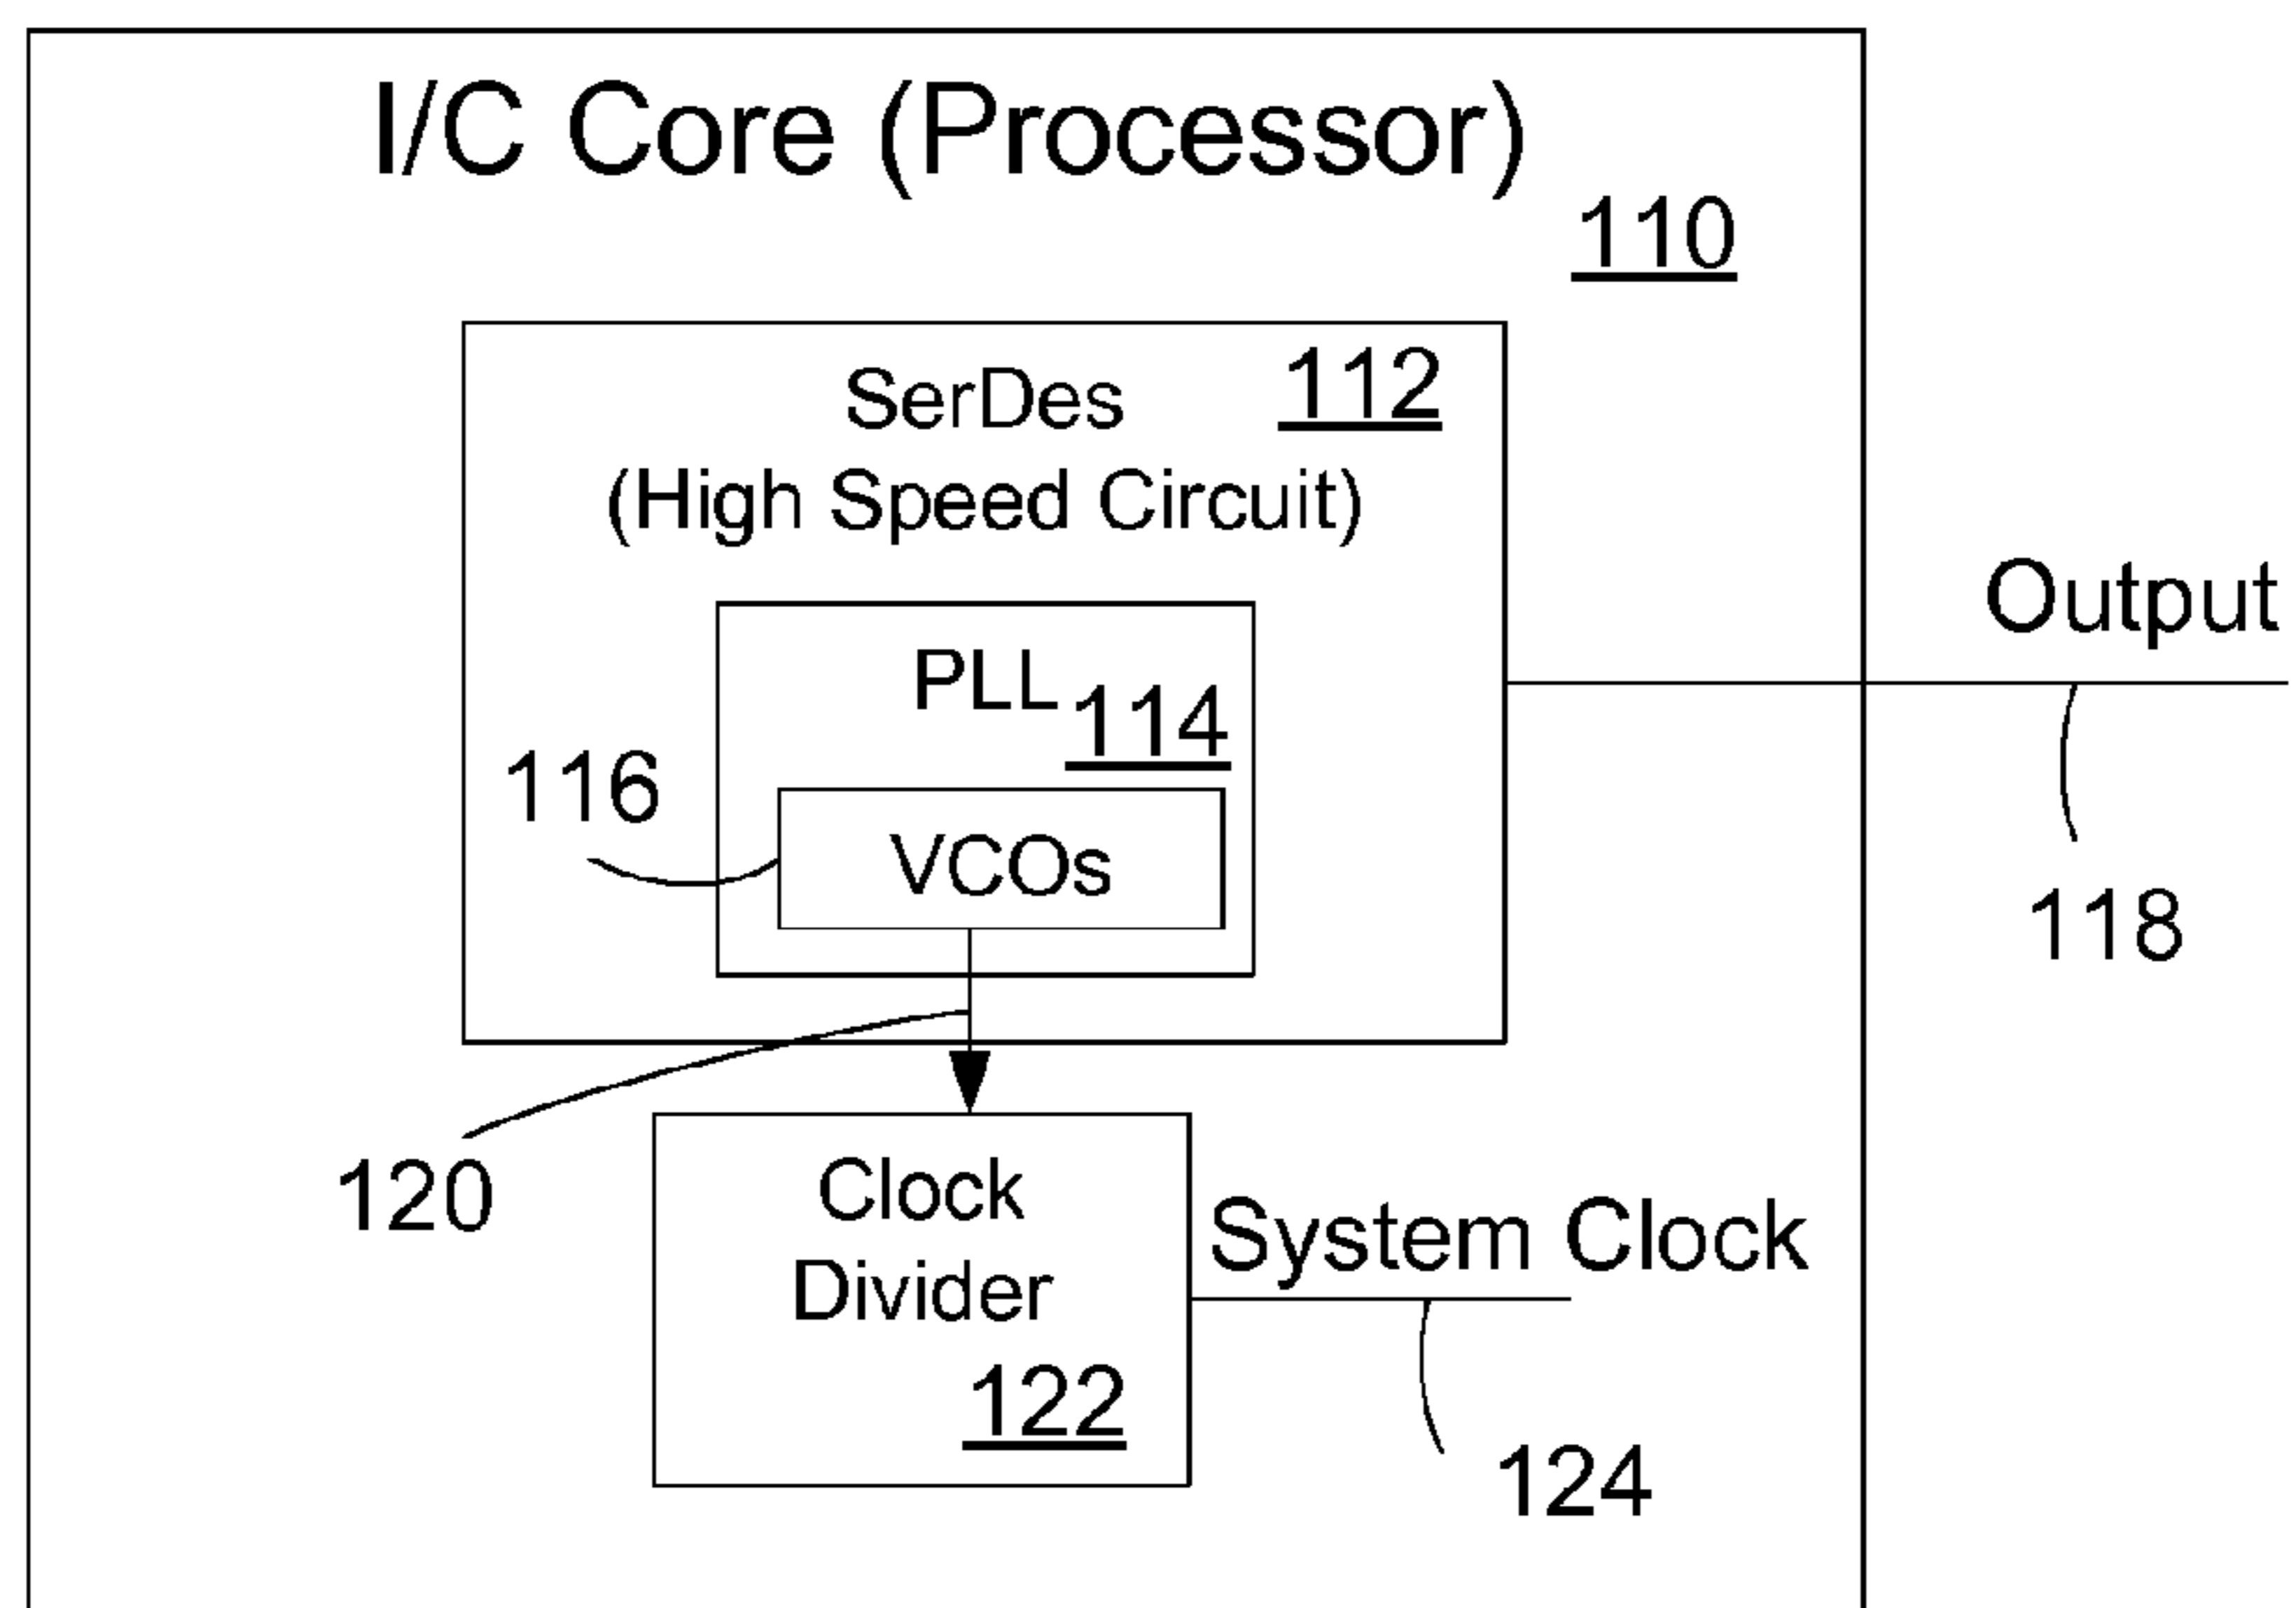 I/C Core (Processor)
110
SerDes
112
(High Speed Circuit)
Output
PLL
114
116
VCOs
118
120
Clock
Divider
System Clock
122
124